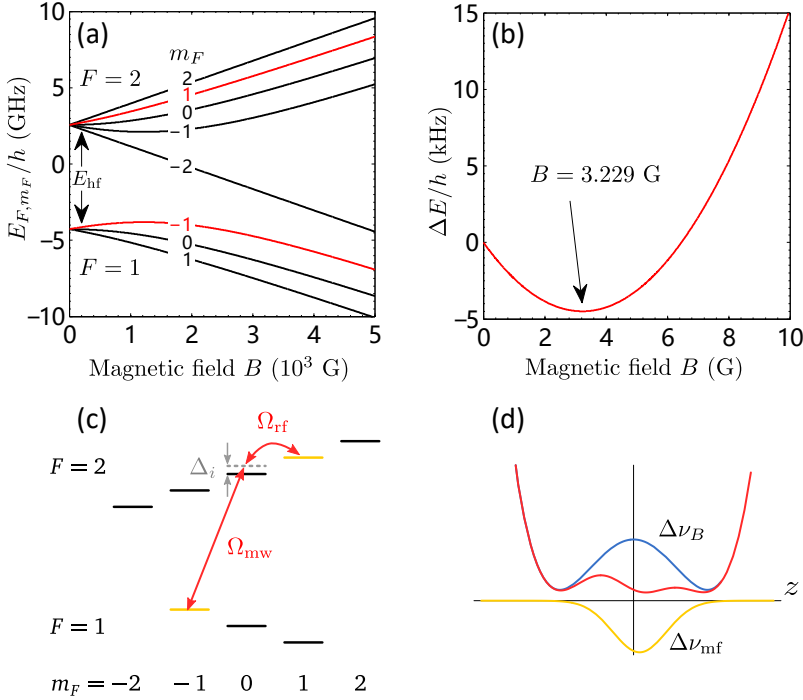 (a)
m_F
F = 2
2
1
0
−1
−2
E_hf
−1
0
1
F = 1
E_{F,m_F}/h (GHz)
10
5
0
−5
−10
0 1 2 3 4 5
Magnetic field B (10³ G)
(b)
B = 3.229 G
ΔE/h (kHz)
15
10
5
0
−5
0 2 4 6 8 10
Magnetic field B (G)
(c)
Ω_rf
F = 2
Δ_i
Ω_mw
F = 1
m_F = −2 −1 0 1 2
(d)
Δν_B
z
Δν_mf